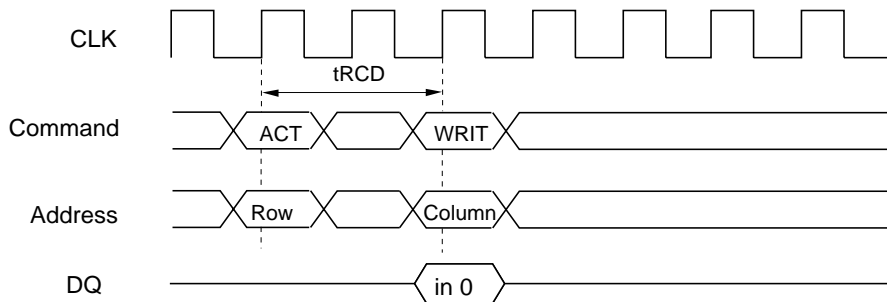 CLK
tRCD
Command ACT WRIT
Address Row Column
DQ in 0